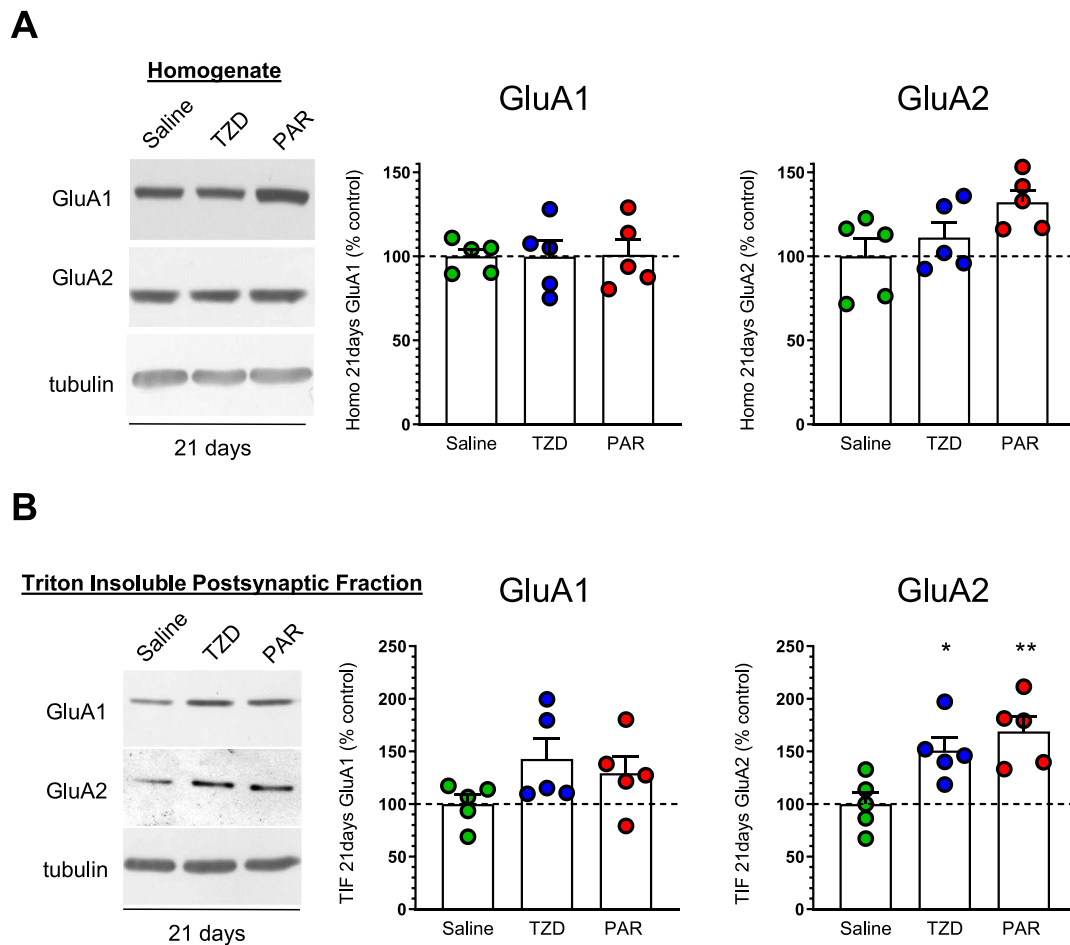 A
Homogenate
Saline TZD PAR
GluA1
GluA2
tubulin
21 days
GluA1
Homo 21days GluA1 (% control)
150
100
50
0
Saline TZD PAR
GluA2
Homo 21days GluA2 (% control)
150
100
50
0
Saline TZD PAR
B
Triton Insoluble Postsynaptic Fraction
Saline TZD PAR
GluA1
GluA2
tubulin
21 days
GluA1
TIF 21days GluA1 (% control)
250
200
150
100
50
0
Saline TZD PAR
GluA2
TIF 21days GluA2 (% control)
250
200
150
100
50
0
* **
Saline TZD PAR